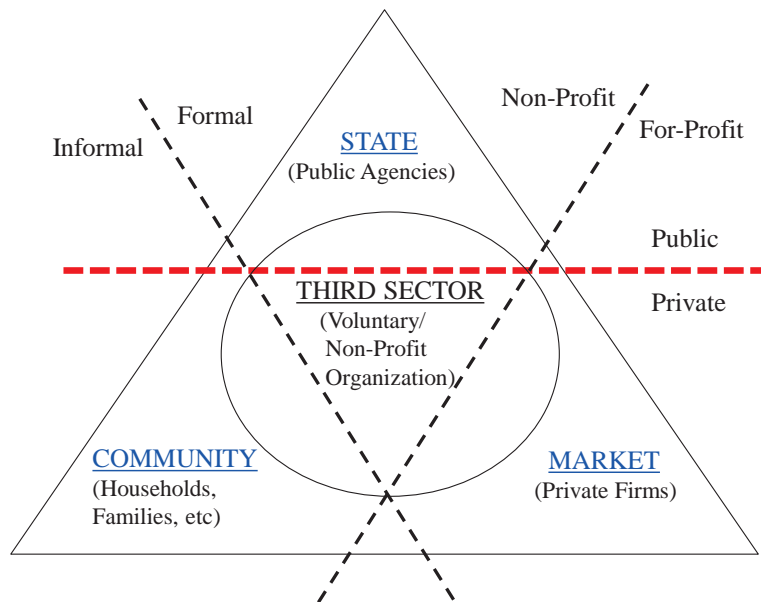 Non-Profit
Formal
For-Profit
Informal
STATE
(Public Agencies)
Public
THIRD SECTOR
Private
(Voluntary/
Non-Profit
Organization)
COMMUNITY
(Households,
Families, etc)
MARKET
(Private Firms)